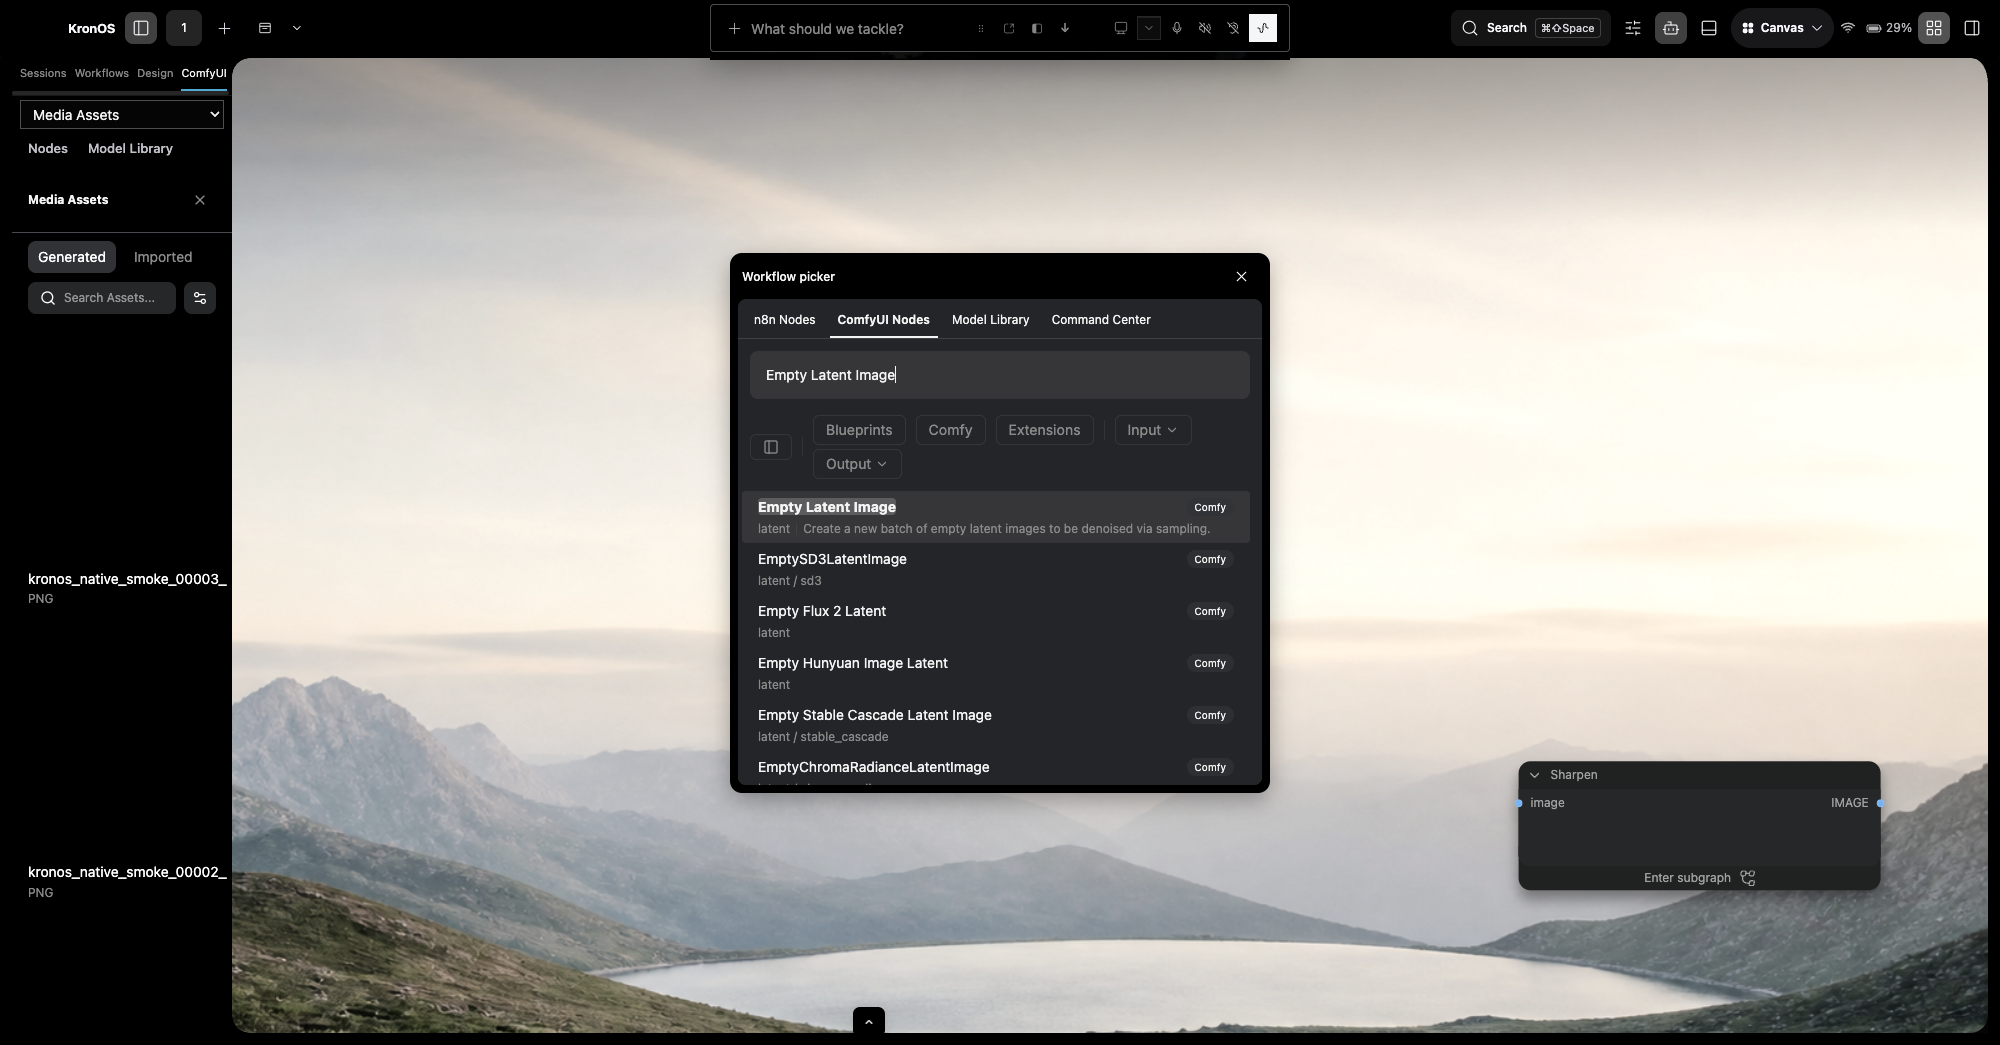 KronOS
1
What should we tackle?
Search ⌘⇧Space
Canvas
29%
Sessions Workflows Design ComfyUI
Media Assets
Nodes Model Library
Media Assets
Generated Imported
Search Assets...
kronos_native_smoke_00003_
PNG
kronos_native_smoke_00002_
PNG
Workflow picker
n8n Nodes ComfyUI Nodes Model Library Command Center
Empty Latent Image
Blueprints Comfy Extensions Input
Output
Empty Latent Image Comfy
latent Create a new batch of empty latent images to be denoised via sampling.
EmptySD3LatentImage Comfy
latent / sd3
Empty Flux 2 Latent Comfy
latent
Empty Hunyuan Image Latent Comfy
latent
Empty Stable Cascade Latent Image Comfy
latent / stable_cascade
EmptyChromaRadianceLatentImage Comfy
Sharpen
image IMAGE
Enter subgraph